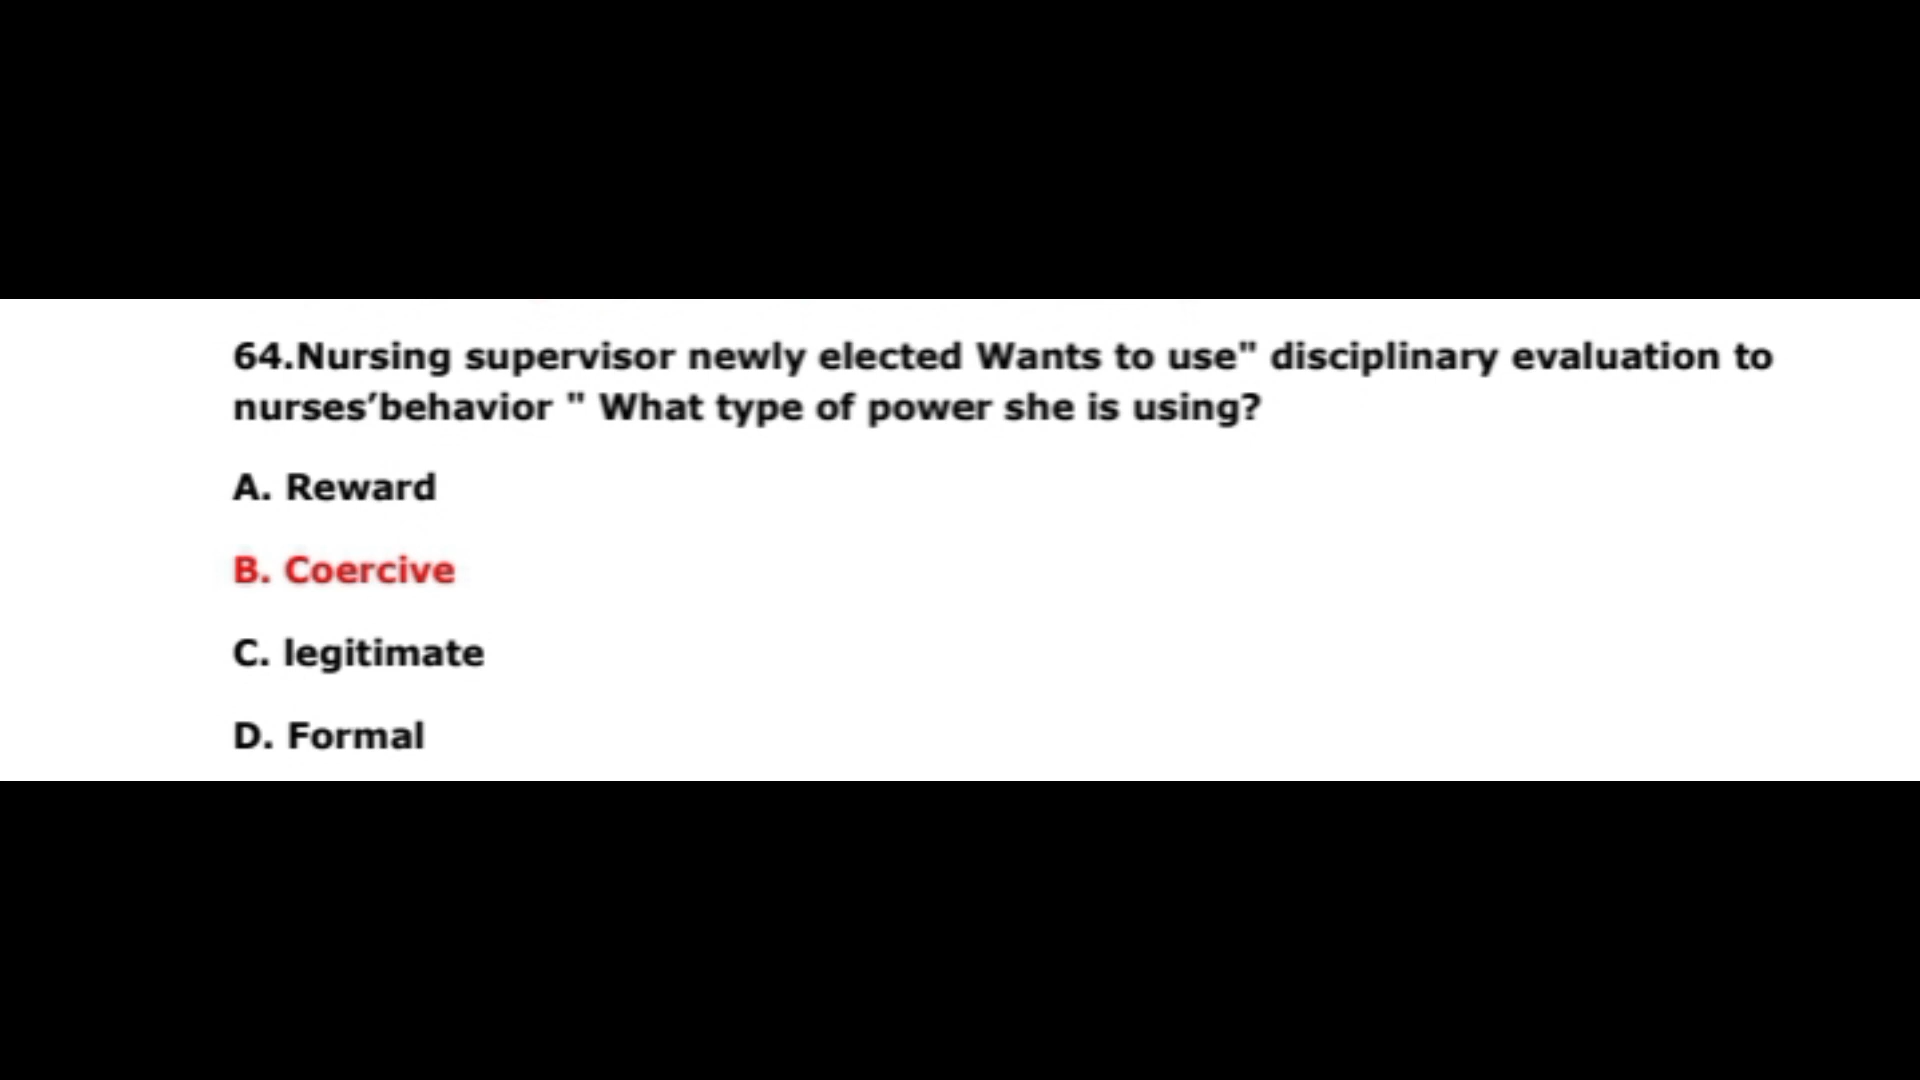 64.Nursing supervisor newly elected Wants to use" disciplinary evaluation to
nurses’behavior " What type of power she is using?
A. Reward
B. Coercive
C. legitimate
D. Formal